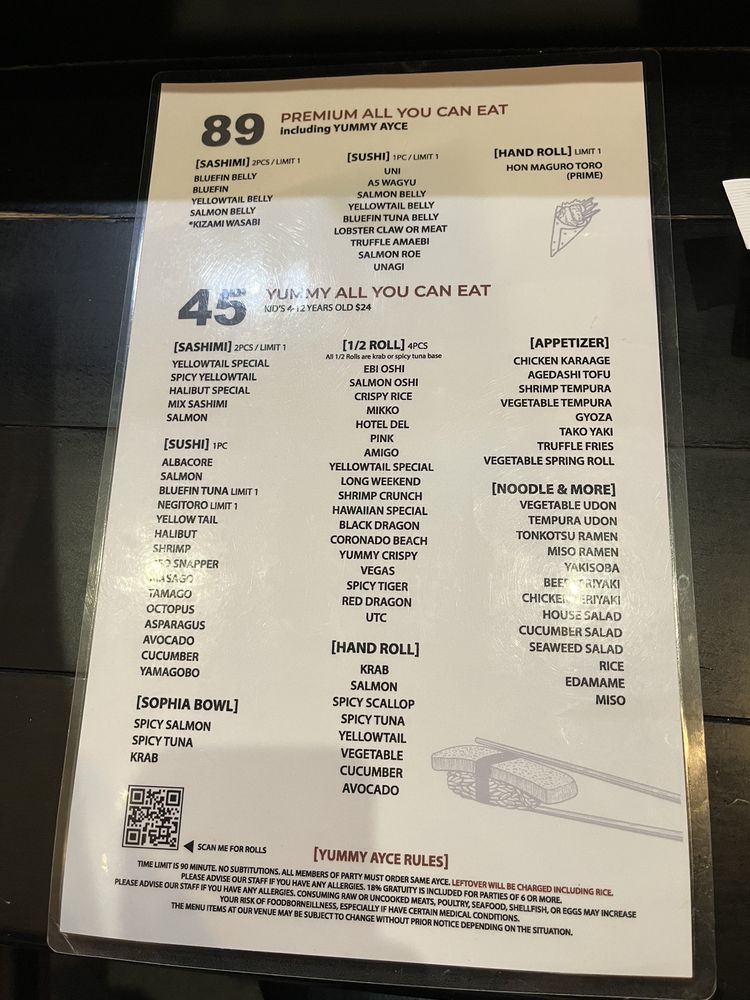 89 PREMIUM ALL YOU CAN EAT
including YUMMY AYCE
[SASHIMI] 2PCS / LIMIT 1
BLUEFIN BELLY
BLUEFIN
YELLOWTAIL BELLY
SALMON BELLY
*KIZAMI WASABI
[SUSHI] 1PC / LIMIT 1
UNI
A5 WAGYU
SALMON BELLY
YELLOWTAIL BELLY
BLUEFIN TUNA BELLY
LOBSTER CLAW OR MEAT
TRUFFLE AMAEBI
SALMON ROE
UNAGI
[HAND ROLL] LIMIT 1
HON MAGURO TORO
(PRIME)
45 YUMMY ALL YOU CAN EAT
KID'S 4-12 YEARS OLD $24
[SASHIMI] 2PCS / LIMIT 1
YELLOWTAIL SPECIAL
SPICY YELLOWTAIL
HALIBUT SPECIAL
MIX SASHIMI
SALMON
[SUSHI] 1PC
ALBACORE
SALMON
BLUEFIN TUNA LIMIT 1
NEGITORO LIMIT 1
YELLOW TAIL
HALIBUT
SHRIMP
SNAPPER
MASAGO
TAMAGO
OCTOPUS
ASPARAGUS
AVOCADO
CUCUMBER
YAMAGOBO
[SOPHIA BOWL]
SPICY SALMON
SPICY TUNA
KRAB
[1/2 ROLL] 4PCS
All 1/2 Rolls are krab or spicy tuna base
EBI OSHI
SALMON OSHI
CRISPY RICE
MIKKO
HOTEL DEL
PINK
AMIGO
YELLOWTAIL SPECIAL
LONG WEEKEND
SHRIMP CRUNCH
HAWAIIAN SPECIAL
BLACK DRAGON
CORONADO BEACH
YUMMY CRISPY
VEGAS
SPICY TIGER
RED DRAGON
UTC
[HAND ROLL]
KRAB
SALMON
SPICY SCALLOP
SPICY TUNA
YELLOWTAIL
VEGETABLE
CUCUMBER
AVOCADO
[APPETIZER]
CHICKEN KARAAGE
AGEDASHI TOFU
SHRIMP TEMPURA
VEGETABLE TEMPURA
GYOZA
TAKO YAKI
TRUFFLE FRIES
VEGETABLE SPRING ROLL
[NOODLE & MORE]
VEGETABLE UDON
TEMPURA UDON
TONKOTSU RAMEN
MISO RAMEN
YAKISOBA
BEEF TERIYAKI
CHICKEN TERIYAKI
HOUSE SALAD
CUCUMBER SALAD
SEAWEED SALAD
RICE
EDAMAME
MISO
SCAN ME FOR ROLLS
[YUMMY AYCE RULES]
TIME LIMIT IS 90 MINUTE. NO SUBTITUTIONS. ALL MEMBERS OF PARTY MUST ORDER SAME AYCE. LEFTOVER WILL BE CHARGED INCLUDING RICE.
PLEASE ADVISE OUR STAFF IF YOU HAVE ANY ALLERGIES. 18% GRATUITY IS INCLUDED FOR PARTIES OF 6 OR MORE.
PLEASE ADVISE OUR STAFF IF YOU HAVE ANY ALLERGIES. CONSUMING RAW OR UNCOOKED MEATS, POULTRY, SEAFOOD, SHELLFISH, OR EGGS MAY INCREASE
YOUR RISK OF FOODBORNEILLNESS, ESPECIALLY IF HAVE CERTAIN MEDICAL CONDITIONS.
THE MENU ITEMS AT OUR VENUE MAY BE SUBJECT TO CHANGE WITHOUT PRIOR NOTICE DEPENDING ON THE SITUATION.